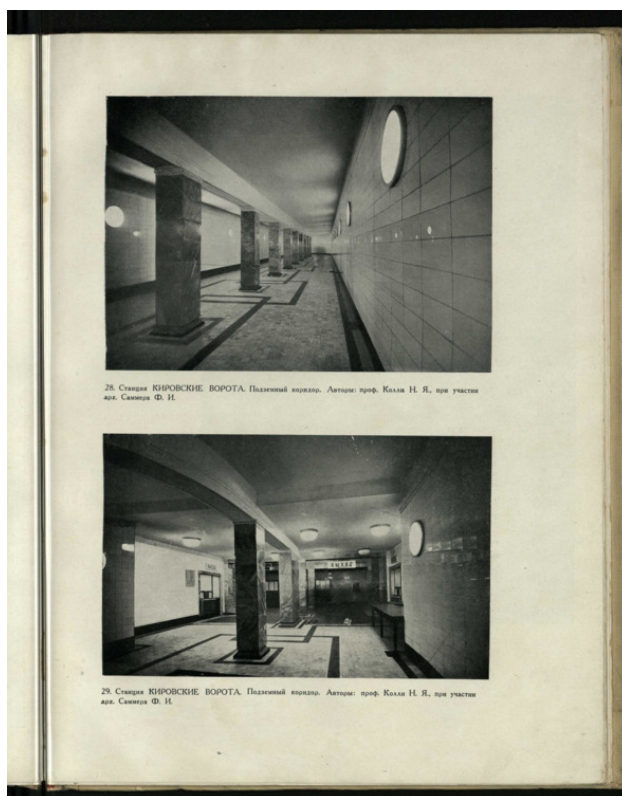 28. Станция КИРОВСКИЕ ВОРОТА. Подземный коридор. Авторы: проф. Колли Н. Я., при участии
арх. Саммера Ф. И.
29. Станция КИРОВСКИЕ ВОРОТА. Подземный коридор. Авторы: проф. Колли Н. Я., при участии
арх. Саммера Ф. И.